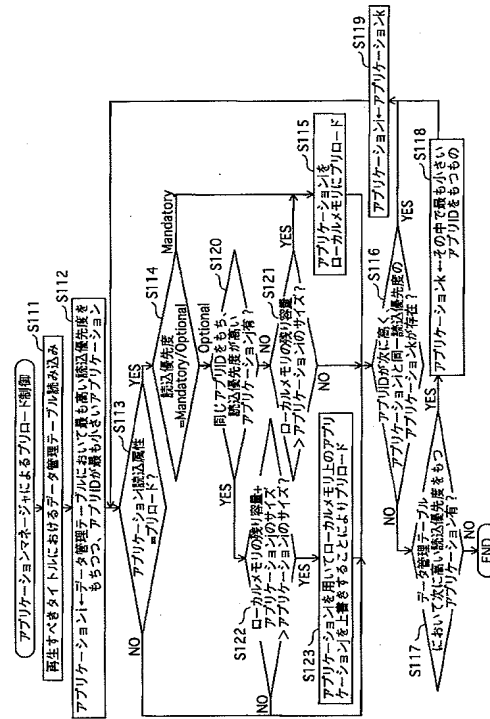 アプリケーションマネージャによるプリロード制御
S111
再生すべきタイトルにおけるデータ管理テーブル読み込み
S112
アプリケーションi←データ管理テーブルにおいて最も高い読込優先度を
もちつつ、アプリIDが最も小さいアプリケーション
S113
アプリケーションi読込属性
=プリロード?
YES
NO
S114
読込優先度
=Mandatory/Optional
Mandatory
Optional
S120
同じアプリIDをもち、
読込優先度が高い
アプリケーションj有?
YES
NO
S121
ローカルメモリの残り容量
>アプリケーションiのサイズ?
YES
NO
S115
アプリケーションiを
ローカルメモリにプリロード
S122
ローカルメモリの残り容量+
アプリケーションjのサイズ
>アプリケーションiのサイズ?
NO
YES
S123
アプリケーションiを用いてローカルメモリ上のアプリ
ケーションjを上書きすることによりプリロード
S116
アプリIDが次に高く、
アプリケーションiと同一読込優先度の
アプリケーションkが存在?
YES
NO
S119
アプリケーションi←アプリケーションk
S117
データ管理テーブル
において次に高い読込優先度をもつ
アプリケーション有?
YES
NO
S118
アプリケーションk←その中で最も小さい
アプリIDをもつもの
END